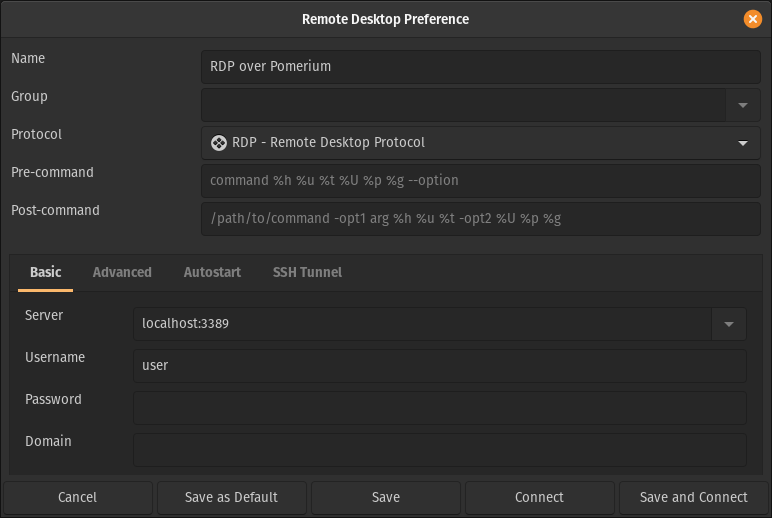 Remote Desktop Preference
Name
RDP over Pomerium
Group
Protocol
RDP - Remote Desktop Protocol
Pre-command
command %h %u %t %U %p %g --option
Post-command
/path/to/command -opt1 arg %h %u %t -opt2 %U %p %g
Basic Advanced Autostart SSH Tunnel
Server
localhost:3389
Username
user
Password
Domain
Cancel Save as Default Save Connect Save and Connect